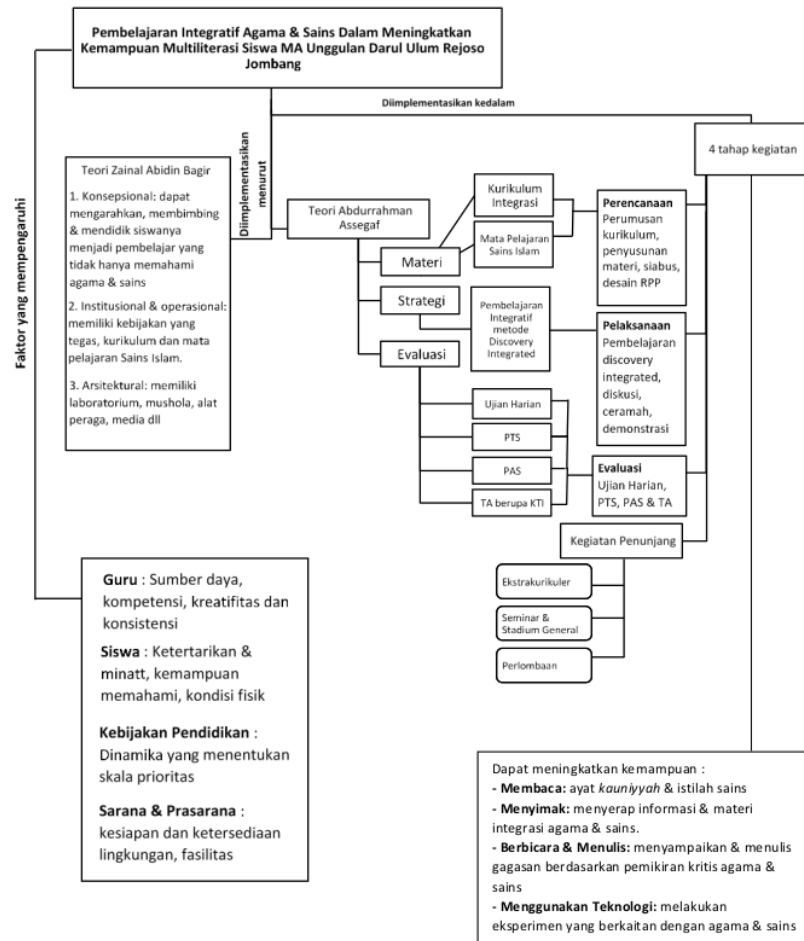 Pembelajaran Integratif Agama & Sains Dalam Meningkatkan
Kemampuan Multiliterasi Siswa MA Unggulan Darul Ulum Rejoso
Jombang
Diimplementasikan kedalam
4 tahap kegiatan
Faktor yang mempengaruhi
Diimplementasikan
menurut
Teori Zainal Abidin Bagir
1. Konsepsional: dapat
mengarahkan, membimbing
& mendidik siswanya
menjadi pembelajar yang
tidak hanya memahami
agama & sains
2. Institusional & operasional:
memiliki kebijakan yang
tegas, kurikulum dan mata
pelajaran Sains Islam.
3. Arsitektural: memiliki
laboratorium, mushola, alat
peraga, media dll
Teori Abdurrahman
Assegaf
Materi
Strategi
Evaluasi
Kurikulum
Integrasi
Mata Pelajaran
Sains Islam
Pembelajaran
Integratif
metode
Discovery
Integrated
Ujian Harian
PTS
PAS
TA berupa KTI
Perencanaan
Perumusan
kurikulum,
penyusunan
materi, siabus,
desain RPP
Pelaksanaan
Pembelajaran
discovery
integrated,
diskusi,
ceramah,
demonstrasi
Evaluasi
Ujian Harian,
PTS, PAS & TA
Kegiatan Penunjang
Ekstrakurikuler
Seminar &
Stadium General
Perlombaan
Guru : Sumber daya,
kompetensi, kreatifitas dan
konsistensi
Siswa : Ketertarikan &
minatt, kemampuan
memahami, kondisi fisik
Kebijakan Pendidikan :
Dinamika yang menentukan
skala prioritas
Sarana & Prasarana :
kesiapan dan ketersediaan
lingkungan, fasilitas
Dapat meningkatkan kemampuan :
- Membaca: ayat kauniyyah & istilah sains
- Menyimak: menyerap informasi & materi
integrasi agama & sains.
- Berbicara & Menulis: menyampaikan & menulis
gagasan berdasarkan pemikiran kritis agama &
sains
- Menggunakan Teknologi: melakukan
eksperimen yang berkaitan dengan agama & sains